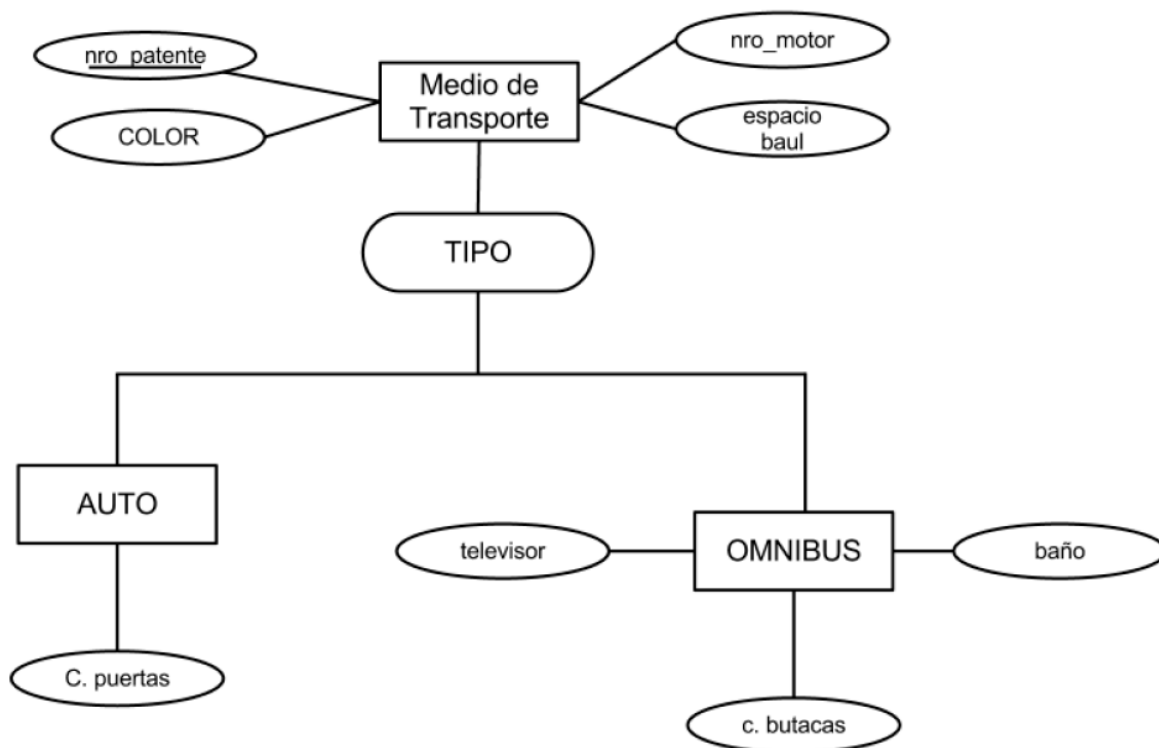 nro_patente
nro_motor
Medio de
Transporte
COLOR
espacio
baul
TIPO
AUTO
televisor
OMNIBUS
baño
C. puertas
c. butacas